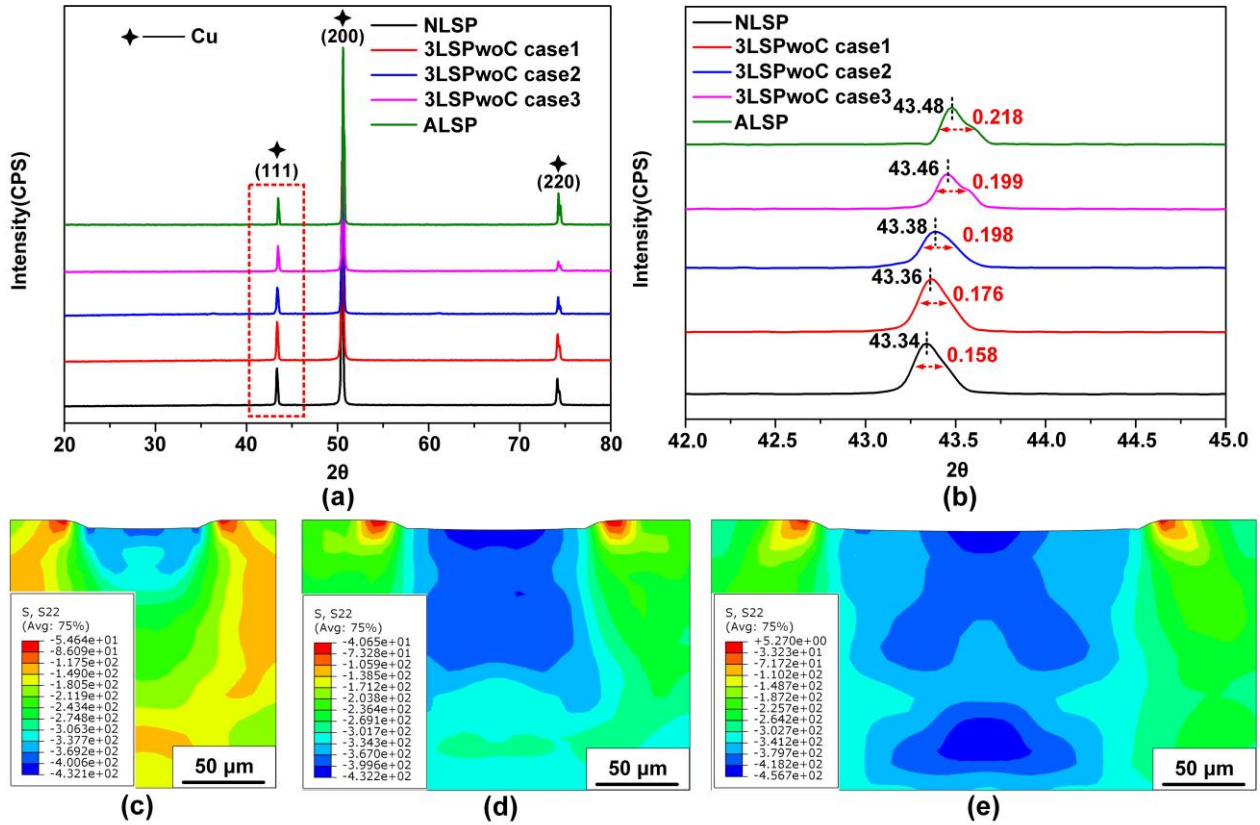 Cu
(111)
(200)
(220)
NLSP
3LSPwoC case1
3LSPwoC case2
3LSPwoC case3
ALSP
Intensity(CPS)
20 30 40 50 60 70 80
2θ
(a)
NLSP
3LSPwoC case1
3LSPwoC case2
3LSPwoC case3
ALSP
43.48
0.218
43.46
0.199
43.38
0.198
43.36
0.176
43.34
0.158
Intensity(CPS)
42.0 42.5 43.0 43.5 44.0 44.5 45.0
2θ
(b)
S, S22
(Avg: 75%)
-5.464e+01
-8.609e+01
-1.175e+02
-1.490e+02
-1.805e+02
-2.119e+02
-2.434e+02
-2.748e+02
-3.063e+02
-3.377e+02
-3.692e+02
-4.006e+02
-4.321e+02
50 μm
(c)
S, S22
(Avg: 75%)
-4.065e+01
-7.328e+01
-1.059e+02
-1.385e+02
-1.712e+02
-2.038e+02
-2.364e+02
-2.691e+02
-3.017e+02
-3.343e+02
-3.670e+02
-3.996e+02
-4.322e+02
50 μm
(d)
S, S22
(Avg: 75%)
+5.270e+00
-3.323e+01
-7.172e+01
-1.102e+02
-1.487e+02
-1.872e+02
-2.257e+02
-2.642e+02
-3.027e+02
-3.412e+02
-3.797e+02
-4.182e+02
-4.567e+02
50 μm
(e)